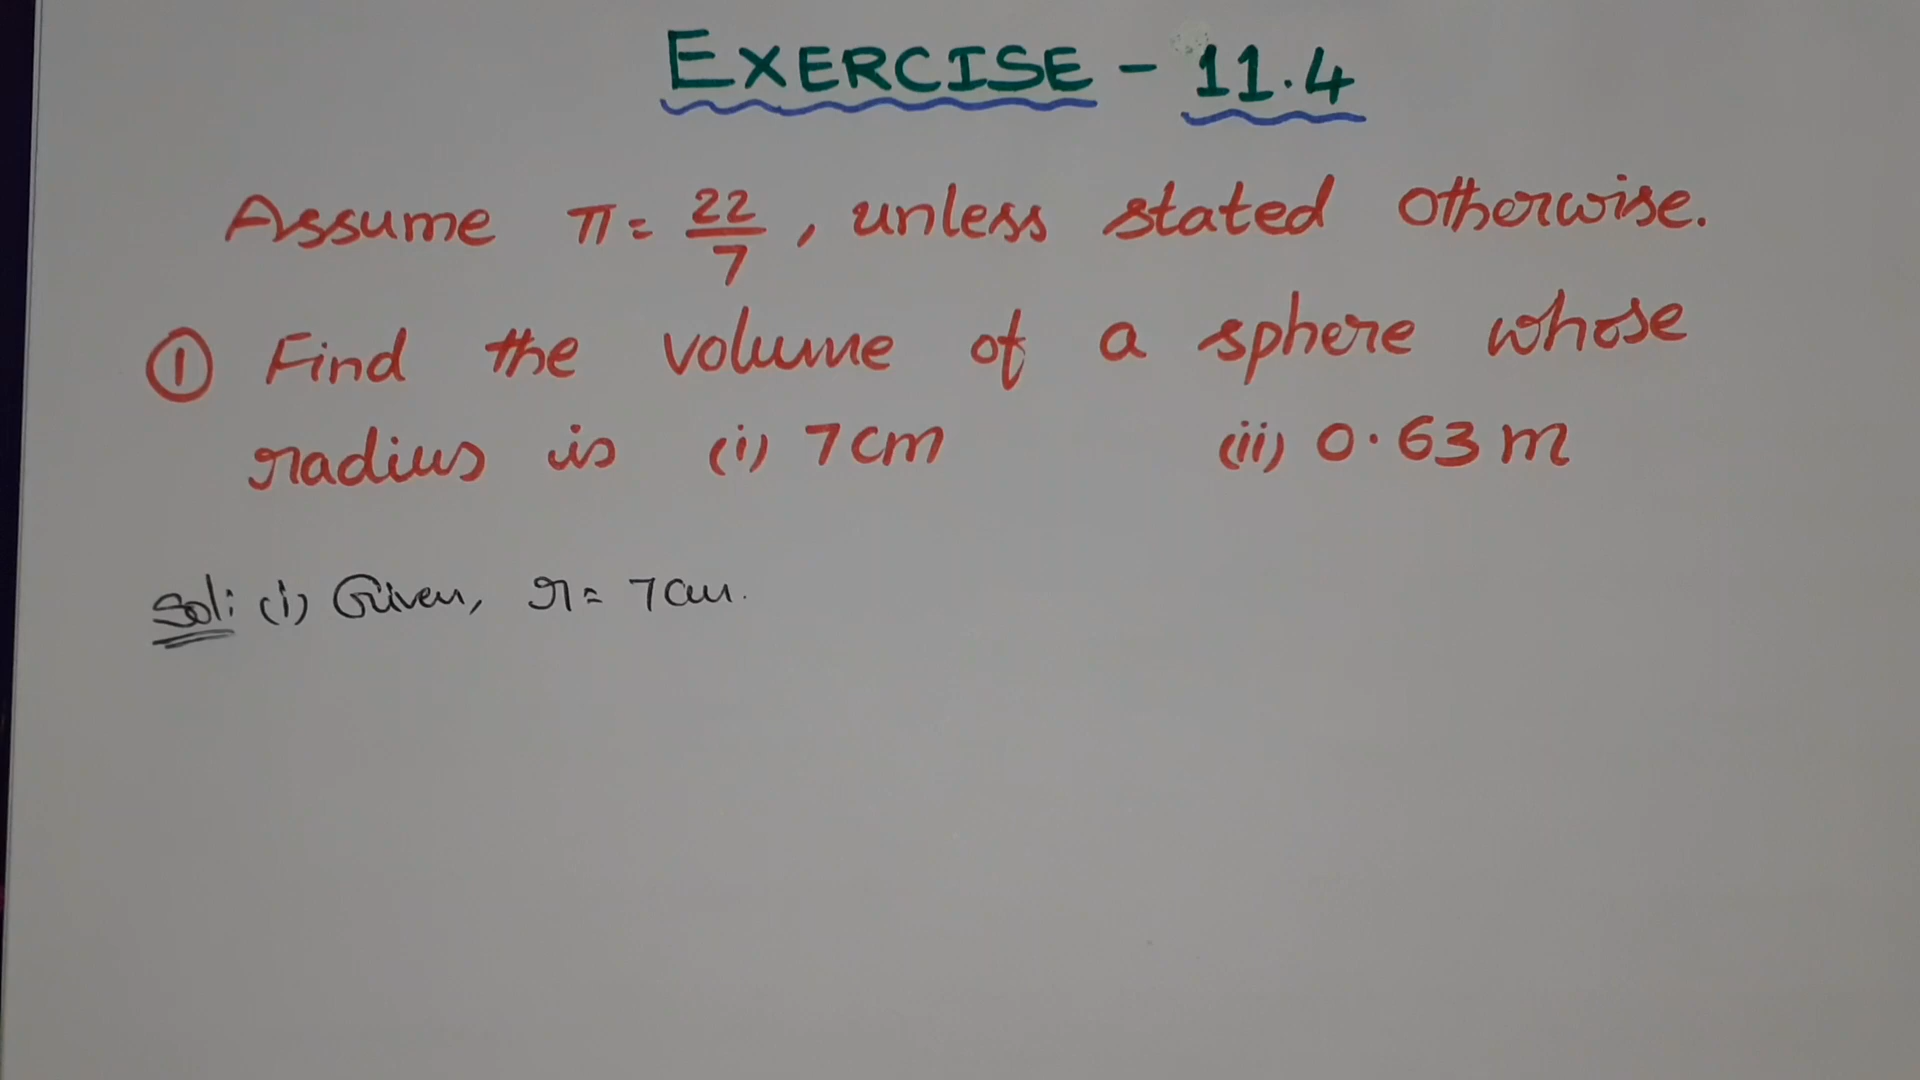 EXERCISE - 11.4
Assume π = 22/7, unless stated otherwise.
① Find the volume of a sphere whose
radius is (i) 7cm (ii) 0.63 m
Sol: (i) Given, r = 7cm.